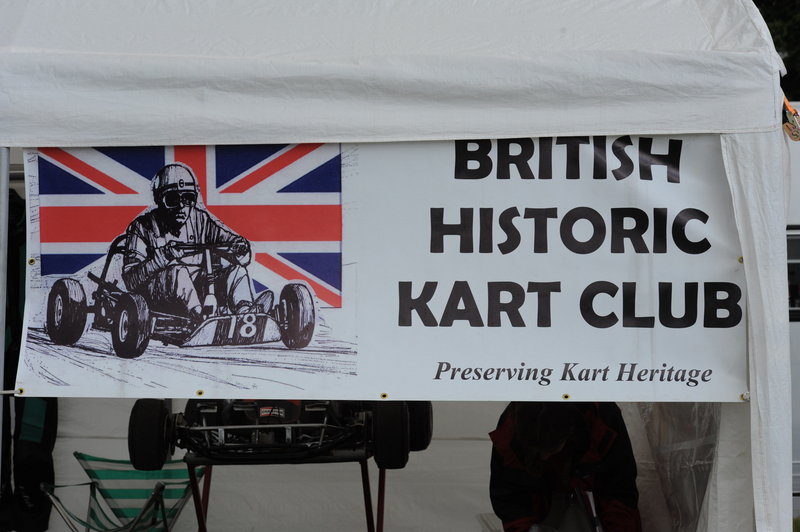 BRITISH
HISTORIC
KART CLUB
Preserving Kart Heritage
18